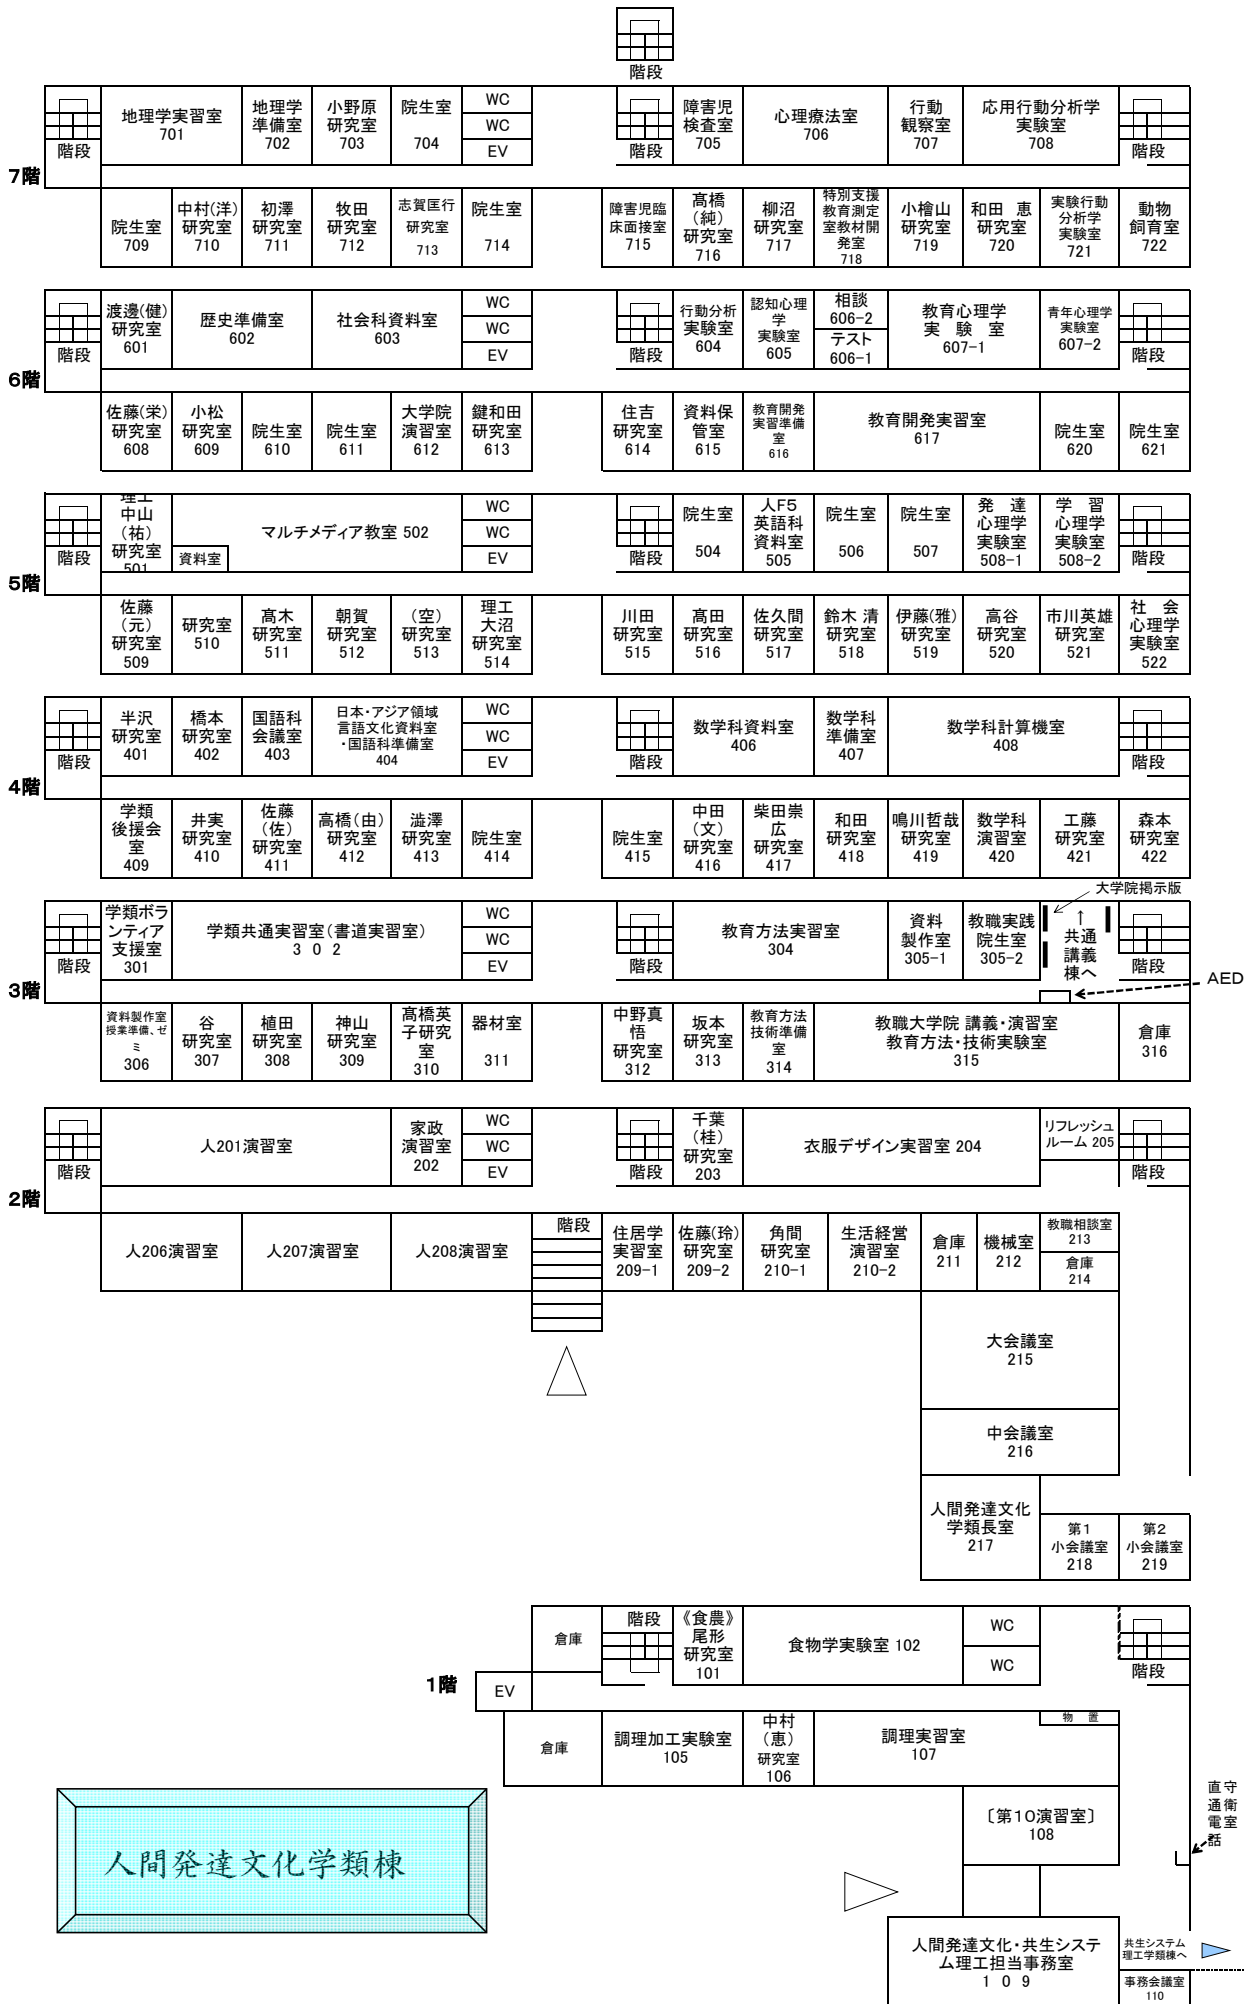 階段
7階
階段
地理学実習室
701
地理学
準備室
702
小野原
研究室
703
院生室
704
WC
WC
EV
階段
障害児
検査室
705
心理療法室
706
行動
観察室
707
応用行動分析学
実験室
708
階段
院生室
709
中村(洋)
研究室
710
初澤
研究室
711
牧田
研究室
712
志賀匡行
研究室
713
院生室
714
障害児臨
床面接室
715
髙橋
(純)
研究室
716
柳沼
研究室
717
特別支援
教育測定
室教材開
発室
718
小檜山
研究室
719
和田 恵
研究室
720
実験行動
分析学
実験室
721
動物
飼育室
722
6階
階段
渡邊(健)
研究室
601
歴史準備室
602
社会科資料室
603
WC
WC
EV
階段
行動分析
実験室
604
認知心理
学
実験室
605
相談
606-2
テスト
606-1
教育心理学
実 験 室
607-1
青年心理学
実験室
607-2
階段
佐藤(栄)
研究室
608
小松
研究室
609
院生室
610
院生室
611
大学院
演習室
612
鍵和田
研究室
613
住吉
研究室
614
資料保
管室
615
教育開発
実習準備
室
616
教育開発実習室
617
院生室
620
院生室
621
5階
階段
理工
中山
(祐)
研究室
501
資料室
マルチメディア教室 502
WC
WC
EV
階段
院生室
504
人F5
英語科
資料室
505
院生室
506
院生室
507
発 達
心理学
実験室
508-1
学 習
心理学
実験室
508-2
階段
佐藤
(元)
研究室
509
研究室
510
髙木
研究室
511
朝賀
研究室
512
(空)
研究室
513
理工
大沼
研究室
514
川田
研究室
515
髙田
研究室
516
佐久間
研究室
517
鈴木 清
研究室
518
伊藤(雅)
研究室
519
高谷
研究室
520
市川英雄
研究室
521
社 会
心理学
実験室
522
4階
階段
半沢
研究室
401
橋本
研究室
402
国語科
会議室
403
日本・アジア領域
言語文化資料室
・国語科準備室
404
WC
WC
EV
階段
数学科資料室
406
数学科
準備室
407
数学科計算機室
408
階段
学類
後援会
室
409
井実
研究室
410
佐藤
(佐)
研究室
411
高橋(由)
研究室
412
澁澤
研究室
413
院生室
414
院生室
415
中田
(文)
研究室
416
柴田崇
広
研究室
417
和田
研究室
418
鳴川哲哉
研究室
419
数学科
演習室
420
工藤
研究室
421
森本
研究室
422
3階
階段
学類ボラ
ンティア
支援室
301
学類共通実習室(書道実習室)
3 0 2
WC
WC
EV
階段
教育方法実習室
304
資料
製作室
305-1
教職実践
院生室
305-2
大学院掲示版
↑
共通
講義
棟へ
階段
AED
資料製作室
授業準備、ゼ
ミ
306
谷
研究室
307
植田
研究室
308
神山
研究室
309
髙橋英
子研究
室
310
器材室
311
中野真
悟
研究室
312
坂本
研究室
313
教育方法
技術準備
室
314
教職大学院 講義・演習室
教育方法・技術実験室
315
倉庫
316
2階
階段
人201演習室
家政
演習室
202
WC
WC
EV
階段
千葉
(桂)
研究室
203
衣服デザイン実習室 204
リフレッシュ
ルーム 205
階段
人206演習室
人207演習室
人208演習室
階段
住居学
実習室
209-1
佐藤(玲)
研究室
209-2
角間
研究室
210-1
生活経営
演習室
210-2
倉庫
211
機械室
212
教職相談室
213
倉庫
214
大会議室
215
中会議室
216
人間発達文化
学類長室
217
第1
小会議室
218
第2
小会議室
219
1階
倉庫
EV
階段
《食農》
尾形
研究室
101
食物学実験室 102
WC
WC
階段
倉庫
調理加工実験室
105
中村
(恵)
研究室
106
調理実習室
107
物 置
〔第10演習室〕
108
直守
通衛
電室
話
人間発達文化学類棟
人間発達文化・共生システ
ム理工担当事務室
1 0 9
共生システム
理工学類棟へ
事務会議室
110